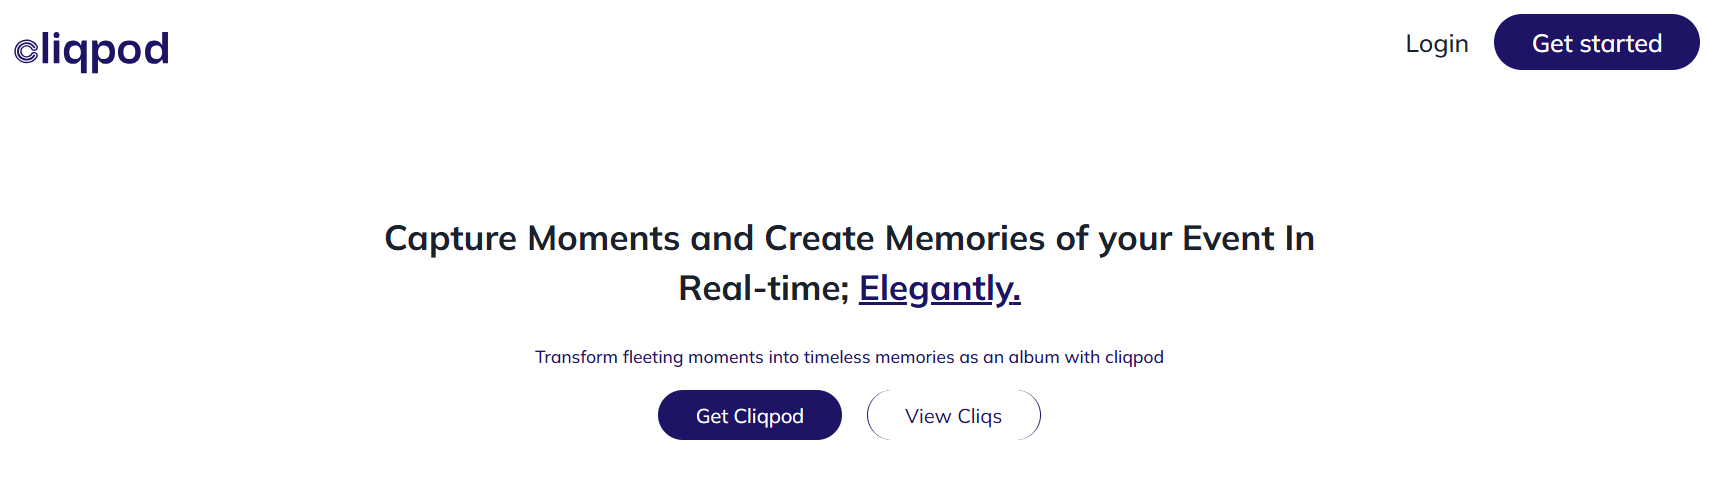 cliqpod
Login
Get started
Capture Moments and Create Memories of your Event In
Real-time; Elegantly.
Transform fleeting moments into timeless memories as an album with cliqpod
Get Cliqpod
View Cliqs